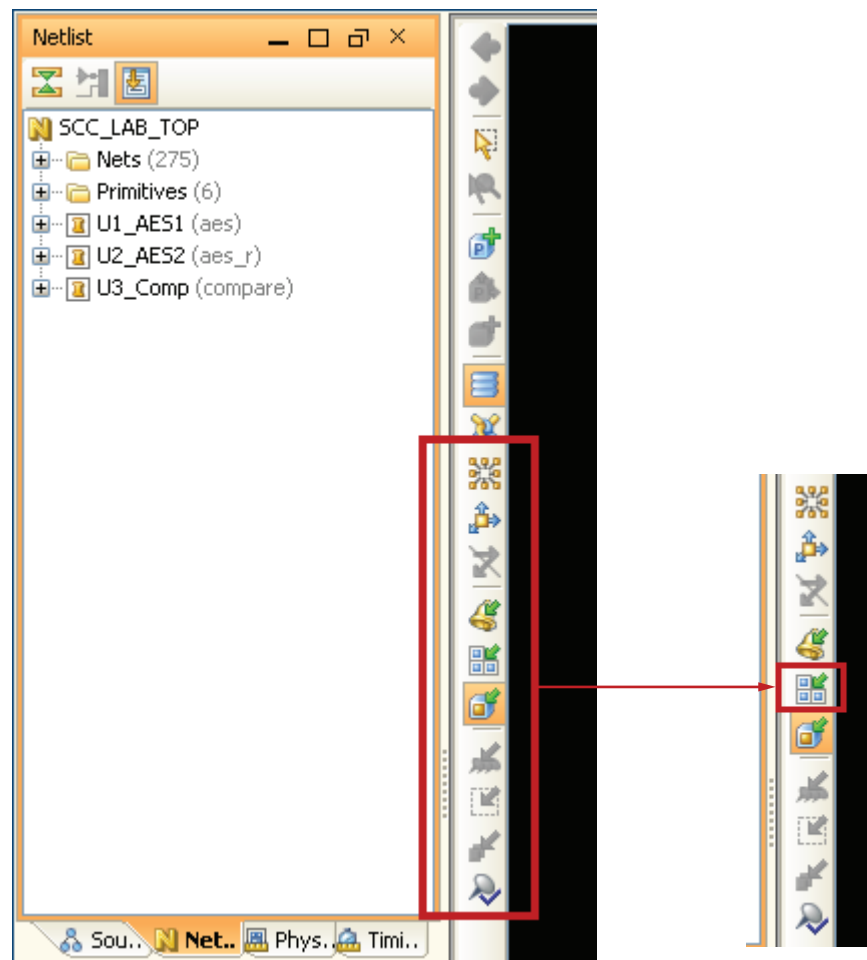 Netlist
SCC_LAB_TOP
Nets (275)
Primitives (6)
U1_AES1 (aes)
U2_AES2 (aes_r)
U3_Comp (compare)
Sou.. Net.. Phys.. Timi..